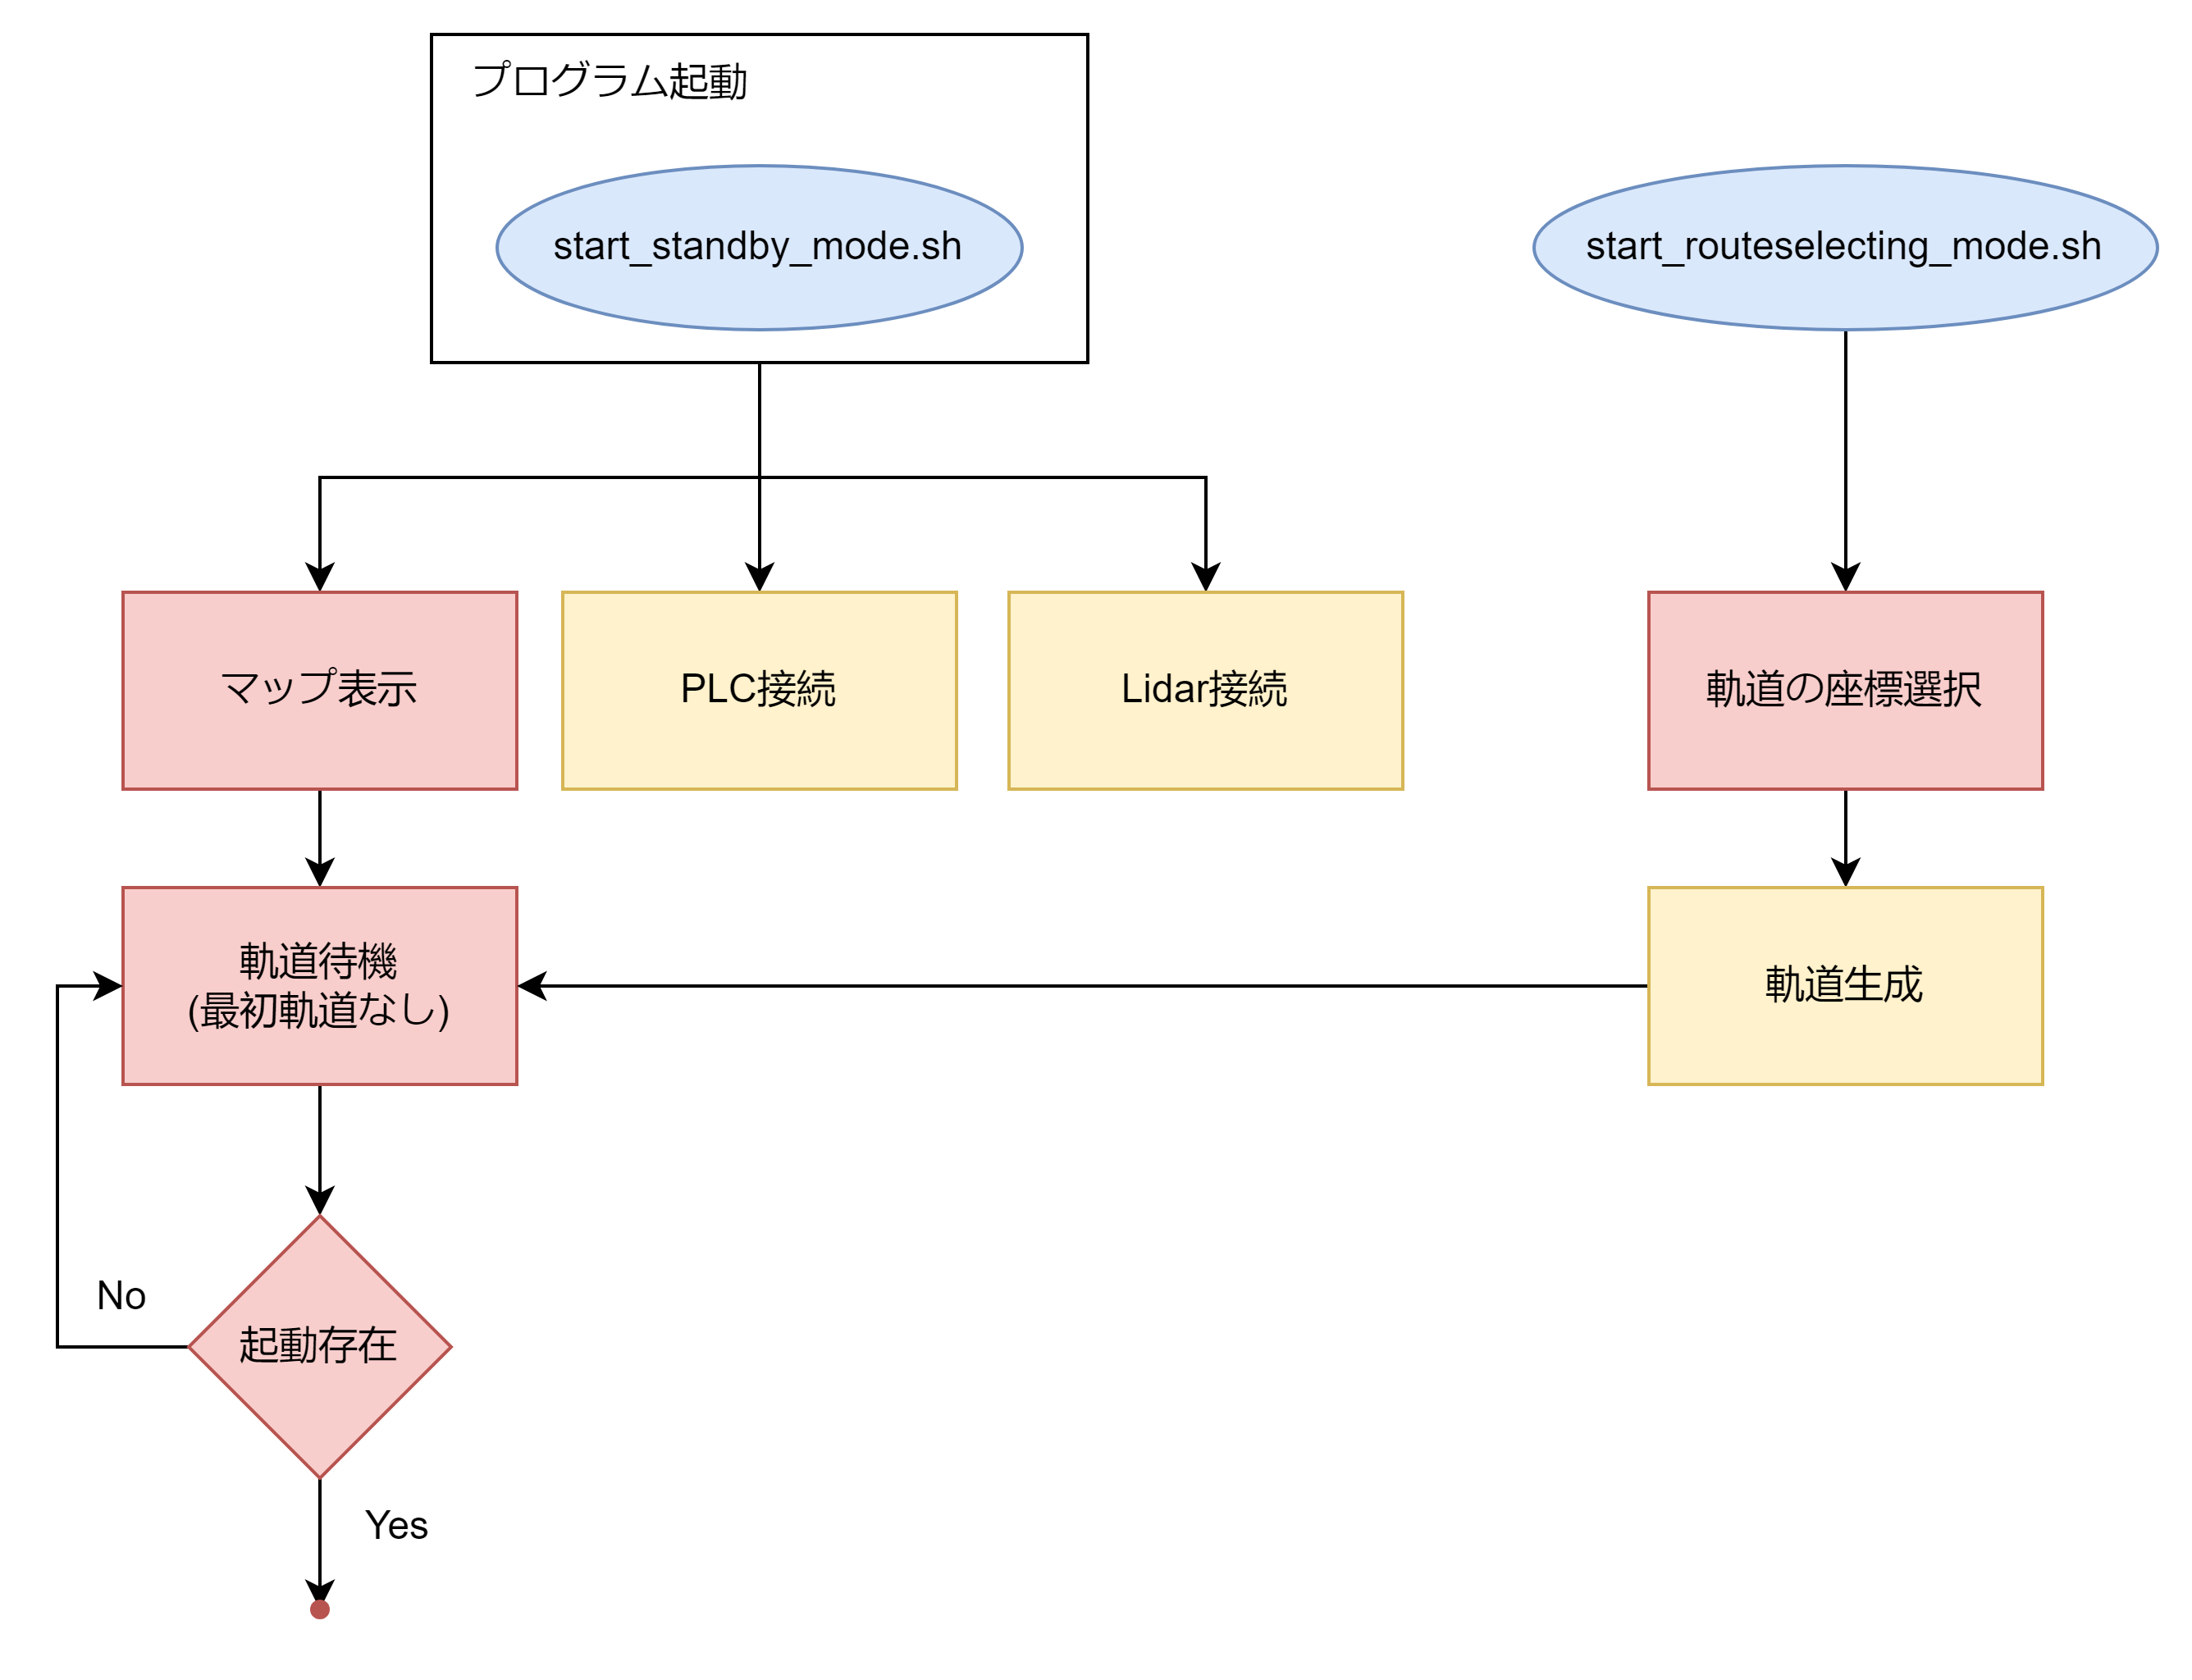 プログラム起動
start_standby_mode.sh
start_routeselecting_mode.sh
マップ表示
PLC接続
Lidar接続
軌道の座標選択
軌道待機
(最初軌道なし)
軌道生成
No
起動存在
Yes